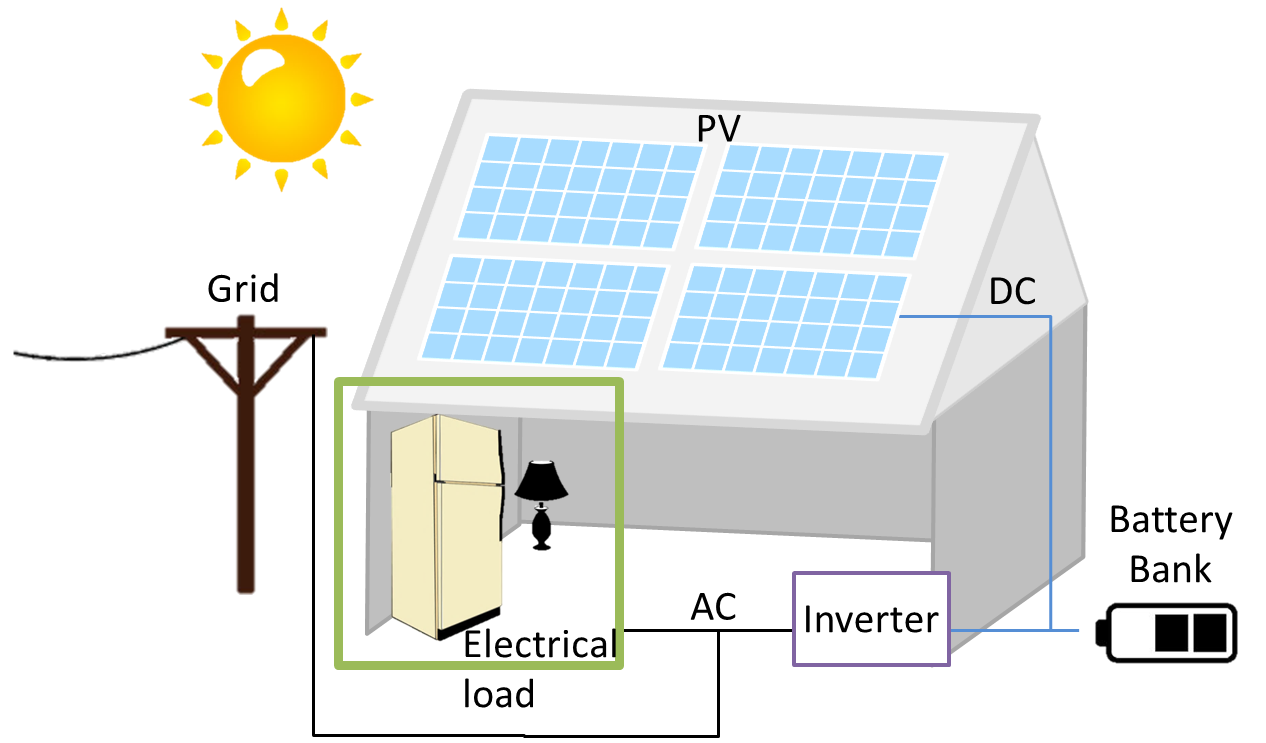 PV
Grid
DC
Battery
Bank
AC
Inverter
Electrical
load